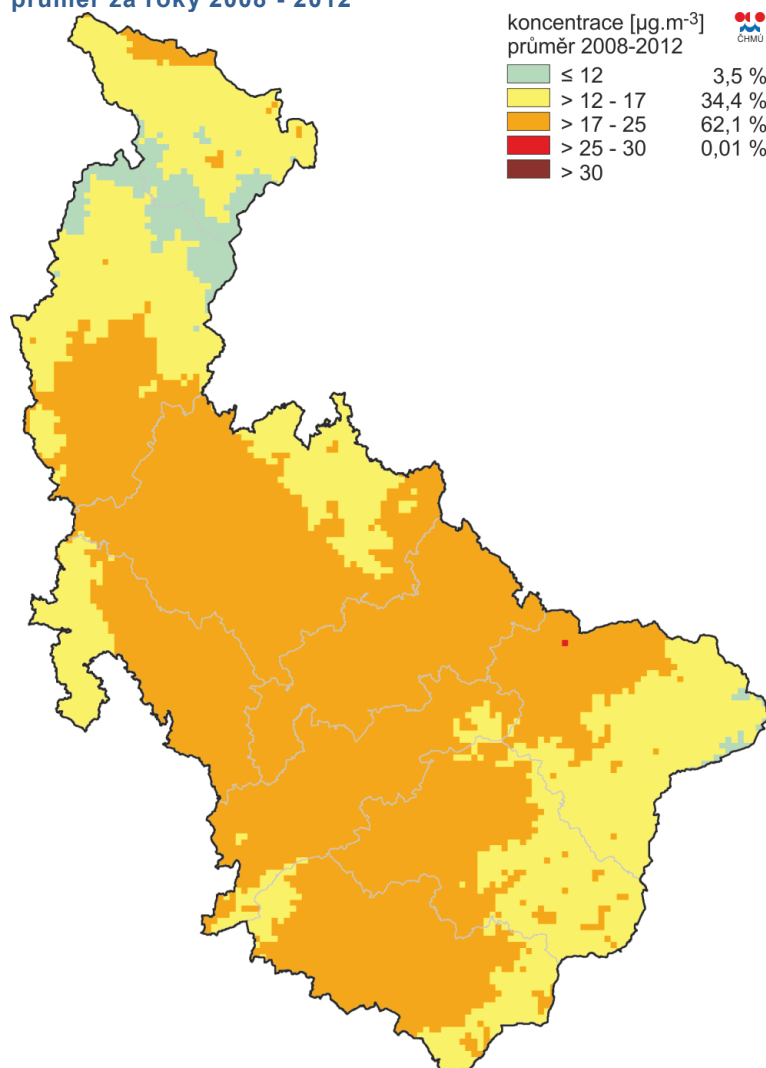 průměr za roky 2008 - 2012
koncentrace [µg.m-3]
průměr 2008-2012
ČHMÚ
≤ 12 3,5 %
> 12 - 17 34,4 %
> 17 - 25 62,1 %
> 25 - 30 0,01 %
> 30